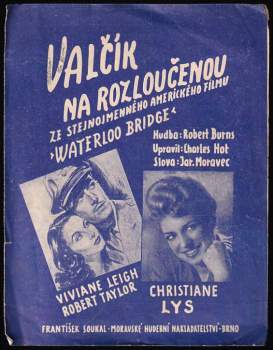 VALČÍK
NA ROZLOUČENOU
ZE STEJNOJMENNÉHO AMERICKÉHO FILMU
›WATERLOO BRIDGE‹
Hudba: Robert Burns
Upravil: Charles Hot
Slova: Jar. Moravec
VIVIANE LEIGH
ROBERT TAYLOR
CHRISTIANE
LYS
FRANTIŠEK SOUKAL - MORAVSKÉ HUDEBNÍ NAKLADATELSTVÍ - BRNO